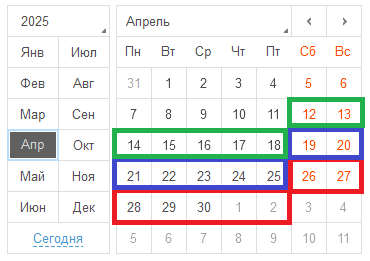 2025
Апрель
‹ ›
Янв Июл
Фев Авг
Мар Сен
Апр Окт
Май Ноя
Июн Дек
Сегодня
Пн Вт Ср Чт Пт Сб Вс
31 1 2 3 4 5 6
7 8 9 10 11 12 13
14 15 16 17 18 19 20
21 22 23 24 25 26 27
28 29 30 1 2 3 4
5 6 7 8 9 10 11